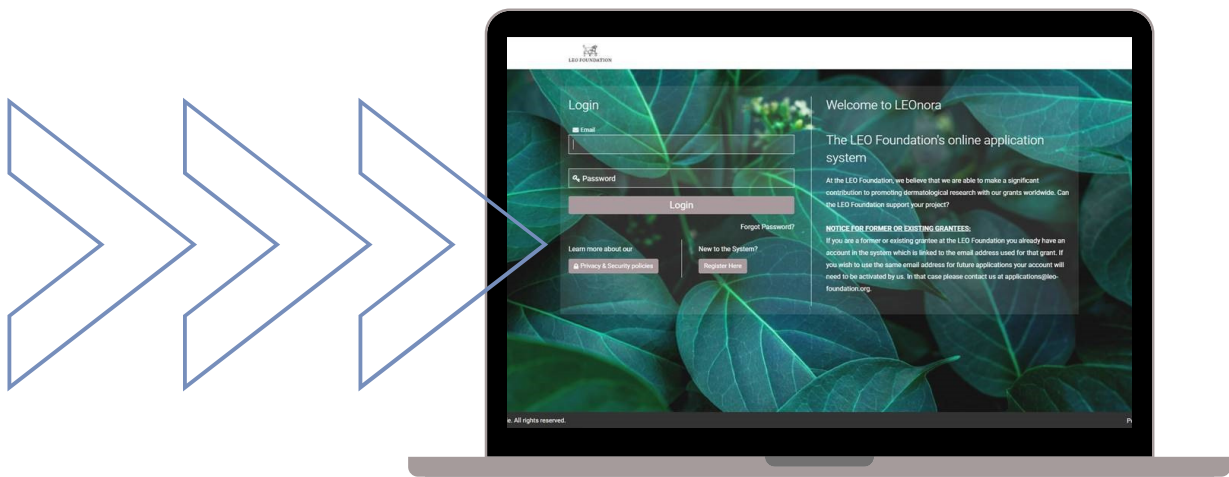 LEO FOUNDATION
Login
Email
Password
Login
Forgot Password?
Learn more about our
Privacy & Security policies
New to the System?
Register Here
Welcome to LEOnora
The LEO Foundation's online application
system
At the LEO Foundation, we believe that we are able to make a significant
contribution to promoting dermatological research with our grants worldwide. Can
the LEO Foundation support your project?
NOTICE FOR FORMER OR EXISTING GRANTEES:
If you are a former or existing grantee at the LEO Foundation you already have an
account in the system which is linked to the email address used for that grant. If
you wish to use the same email address for future applications your account will
need to be activated by us. In that case please contact us at applications@leo-
foundation.org.
e. All rights reserved.